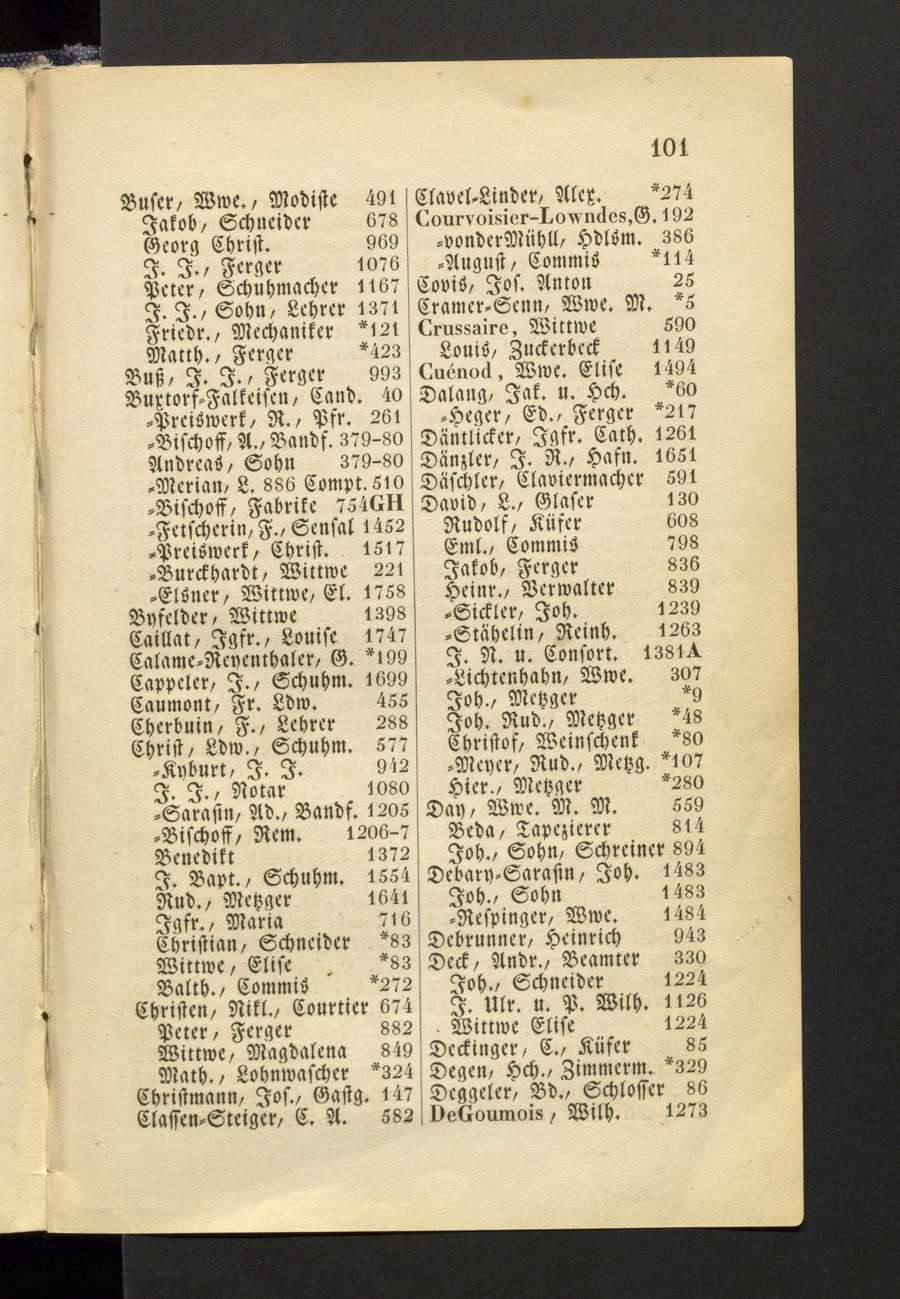 101
Buser, Wwe., Modiste 491
Jakob, Schneider 678
Georg Christ. 969
J. J., Ferger 1076
Peter, Schuhmacher 1167
J. J., Sohn, Lehrer 1371
Friedr., Mechaniker *121
Matth., Ferger *423
Buß, J. J., Ferger 993
Buxtorf-Falkeisen, Cand. 40
-Preiswerk, R., Pfr. 261
-Bischoff, A., Bandf. 379-80
Andreas, Sohn 379-80
-Merian, L. 886 Compt. 510
-Bischoff, Fabrike 754GH
-Fetscherin, F., Sensal 1452
-Preiswerk, Christ. 1517
-Burckhardt, Wittwe 221
-Elsner, Wittwe, El. 1758
Byfelder, Wittwe 1398
Caillat, Jgfr., Louise 1747
Calame-Reyenthaler, G. *199
Cappeler, J., Schuhm. 1699
Caumont, Fr. Ldw. 455
Cherbuin, F., Lehrer 288
Christ, Ldw., Schuhm. 577
-Kyburt, J. J. 942
J. J., Notar 1080
-Sarasin, Ad., Bandf. 1205
-Bischoff, Rem. 1206-7
Benedikt 1372
J. Bapt., Schuhm. 1554
Rud., Metzger 1641
Jgfr., Maria 716
Christian, Schneider *83
Wittwe, Elise *83
Balth., Commis *272
Christen, Nikl., Courtier 674
Peter, Ferger 882
Wittwe, Magdalena 849
Math., Lohnwascher *324
Christmann, Jos., Gastg. 147
Classen-Steiger, C. A. 582
Clavel-Linder, Alex. *274
Courvoisier-Lowndes, G. 192
-vonderMühll, Hdlsm. 386
-August, Commis *114
Covis, Jos. Anton 25
Cramer-Senn, Wwe. M. *5
Crussaire, Wittwe 590
Louis, Zuckerbeck 1149
Cuénod, Wwe. Elise 1494
Dalang, Jak. u. Hch. *60
-Heger, Ed., Ferger *217
Däntlicker, Jgfr. Cath. 1261
Dänzler, J. R., Hafn. 1651
Däschler, Claviermacher 591
David, L., Glaser 130
Rudolf, Küfer 608
Eml., Commis 798
Jakob, Ferger 836
Heinr., Verwalter 839
-Sickler, Joh. 1239
-Stähelin, Reinh. 1263
J. N. u. Consort. 1381A
-Lichtenhahn, Wwe. 307
Joh., Metzger *9
Joh. Rud., Metzger *48
Christof, Weinschenk *80
-Meyer, Rud., Metzg. *107
Hier., Metzger *280
Day, Wwe. M. M. 559
Beda, Tapezierer 814
Joh., Sohn, Schreiner 894
Debary-Sarasin, Joh. 1483
Joh., Sohn 1483
-Respinger, Wwe. 1484
Debrunner, Heinrich 943
Deck, Andr., Beamter 330
Joh., Schneider 1224
J. Ulr. u. P. Wilh. 1126
Wittwe Elise 1224
Deckinger, C., Küfer 85
Degen, Hch., Zimmerm. *329
Deggeler, Bd., Schlosser 86
DeGoumois, Wilh. 1273